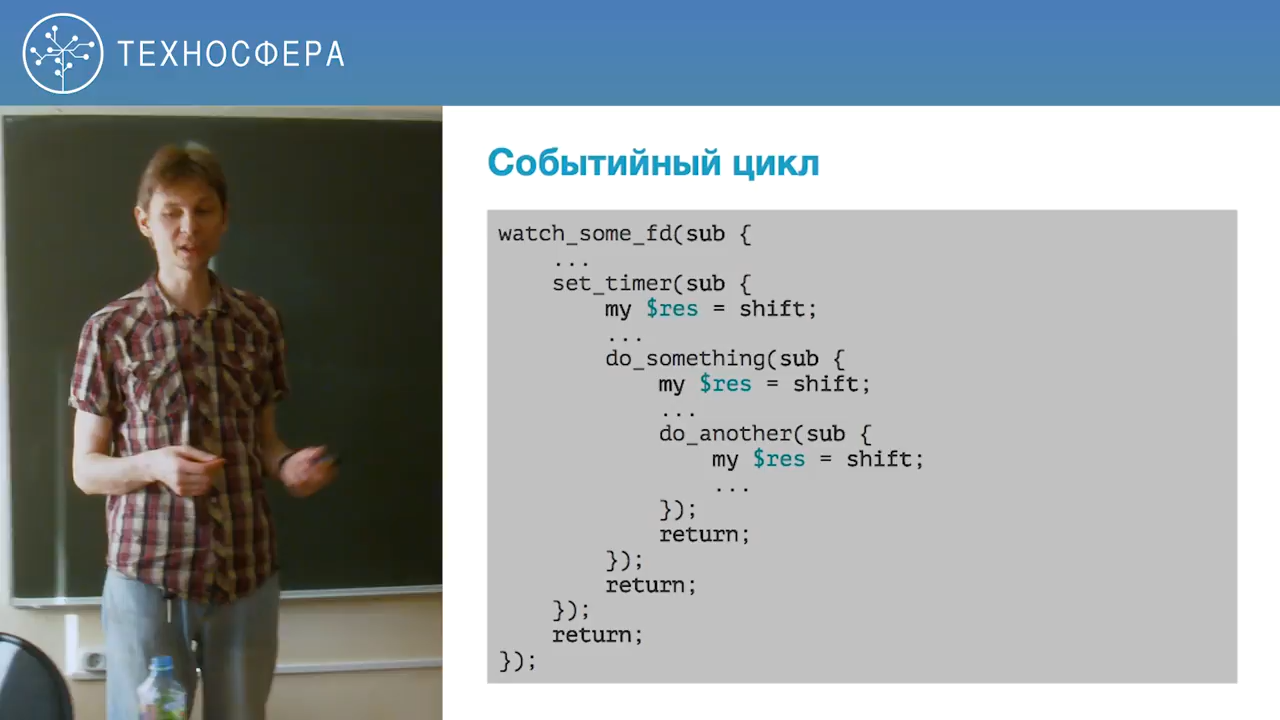 ТЕХНОСФЕРА
Событийный цикл
watch_some_fd(sub {
...
set_timer(sub {
my $res = shift;
...
do_something(sub {
my $res = shift;
...
do_another(sub {
my $res = shift;
...
});
return;
});
return;
});
return;
});